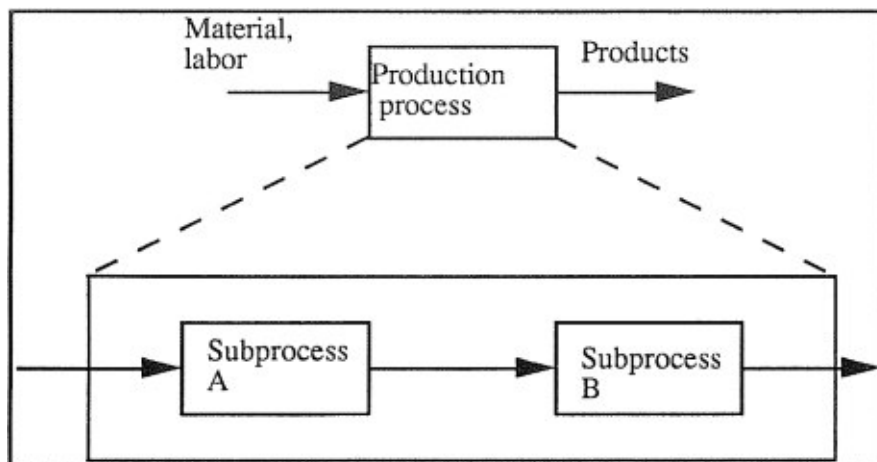 Material,
labor
Production
process
Products
Subprocess
A
Subprocess
B